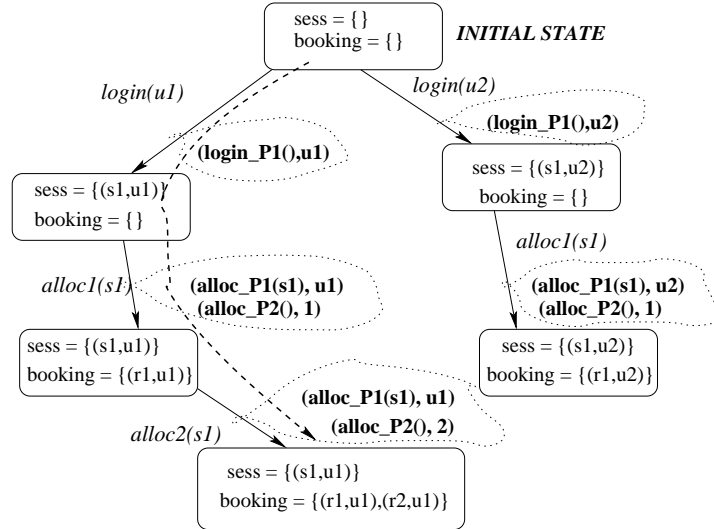 sess = {}
booking = {}
INITIAL STATE
login(u1)
login(u2)
(login_P1(),u1)
(login_P1(),u2)
sess = {(s1,u1)}
booking = {}
sess = {(s1,u2)}
booking = {}
alloc1(s1)
alloc1(s1)
(alloc_P1(s1), u1)
(alloc_P2(), 1)
(alloc_P1(s1), u2)
(alloc_P2(), 1)
sess = {(s1,u1)}
booking = {(r1,u1)}
sess = {(s1,u2)}
booking = {(r1,u2)}
alloc2(s1)
(alloc_P1(s1), u1)
(alloc_P2(), 2)
sess = {(s1,u1)}
booking = {(r1,u1),(r2,u1)}